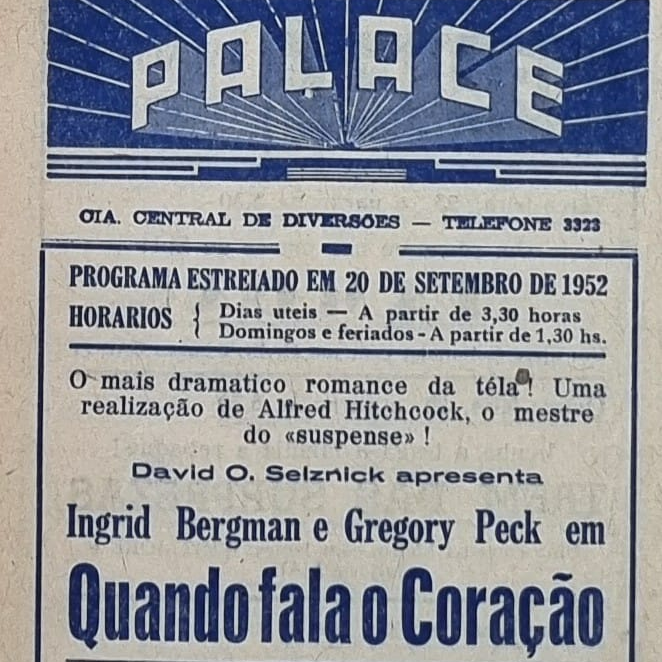 PALACE
CIA. CENTRAL DE DIVERSÕES — TELEFONE 3323
PROGRAMA ESTREIADO EM 20 DE SETEMBRO DE 1952
HORARIOS { Dias uteis — A partir de 3,30 horas
Domingos e feriados - A partir de 1,30 hs.
O mais dramatico romance da téla ! Uma
realização de Alfred Hitchcock, o mestre
do «suspense» !
David O. Selznick apresenta
Ingrid Bergman e Gregory Peck em
Quando fala o Coração